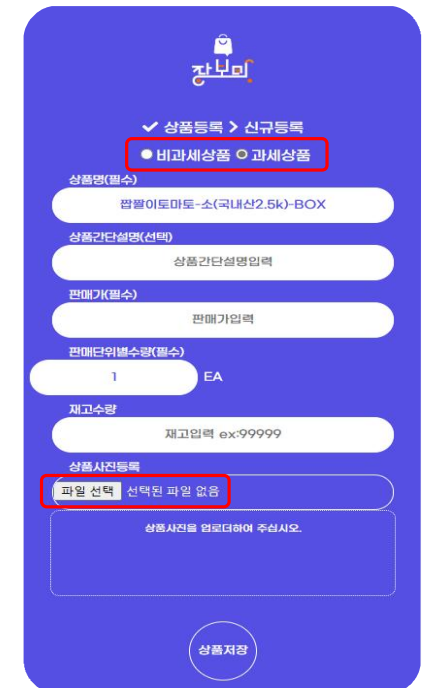 장보미
✔ 상품등록 > 신규등록
비과세상품 과세상품
상품명(필수)
짭짤이토마토-소(국내산2.5k)-BOX
상품간단설명(선택)
상품간단설명입력
판매가(필수)
판매가입력
판매단위별수량(필수)
1 EA
재고수량
재고입력 ex:99999
상품사진등록
파일 선택 선택된 파일 없음
상품사진을 업로더하여 주십시오.
상품저장